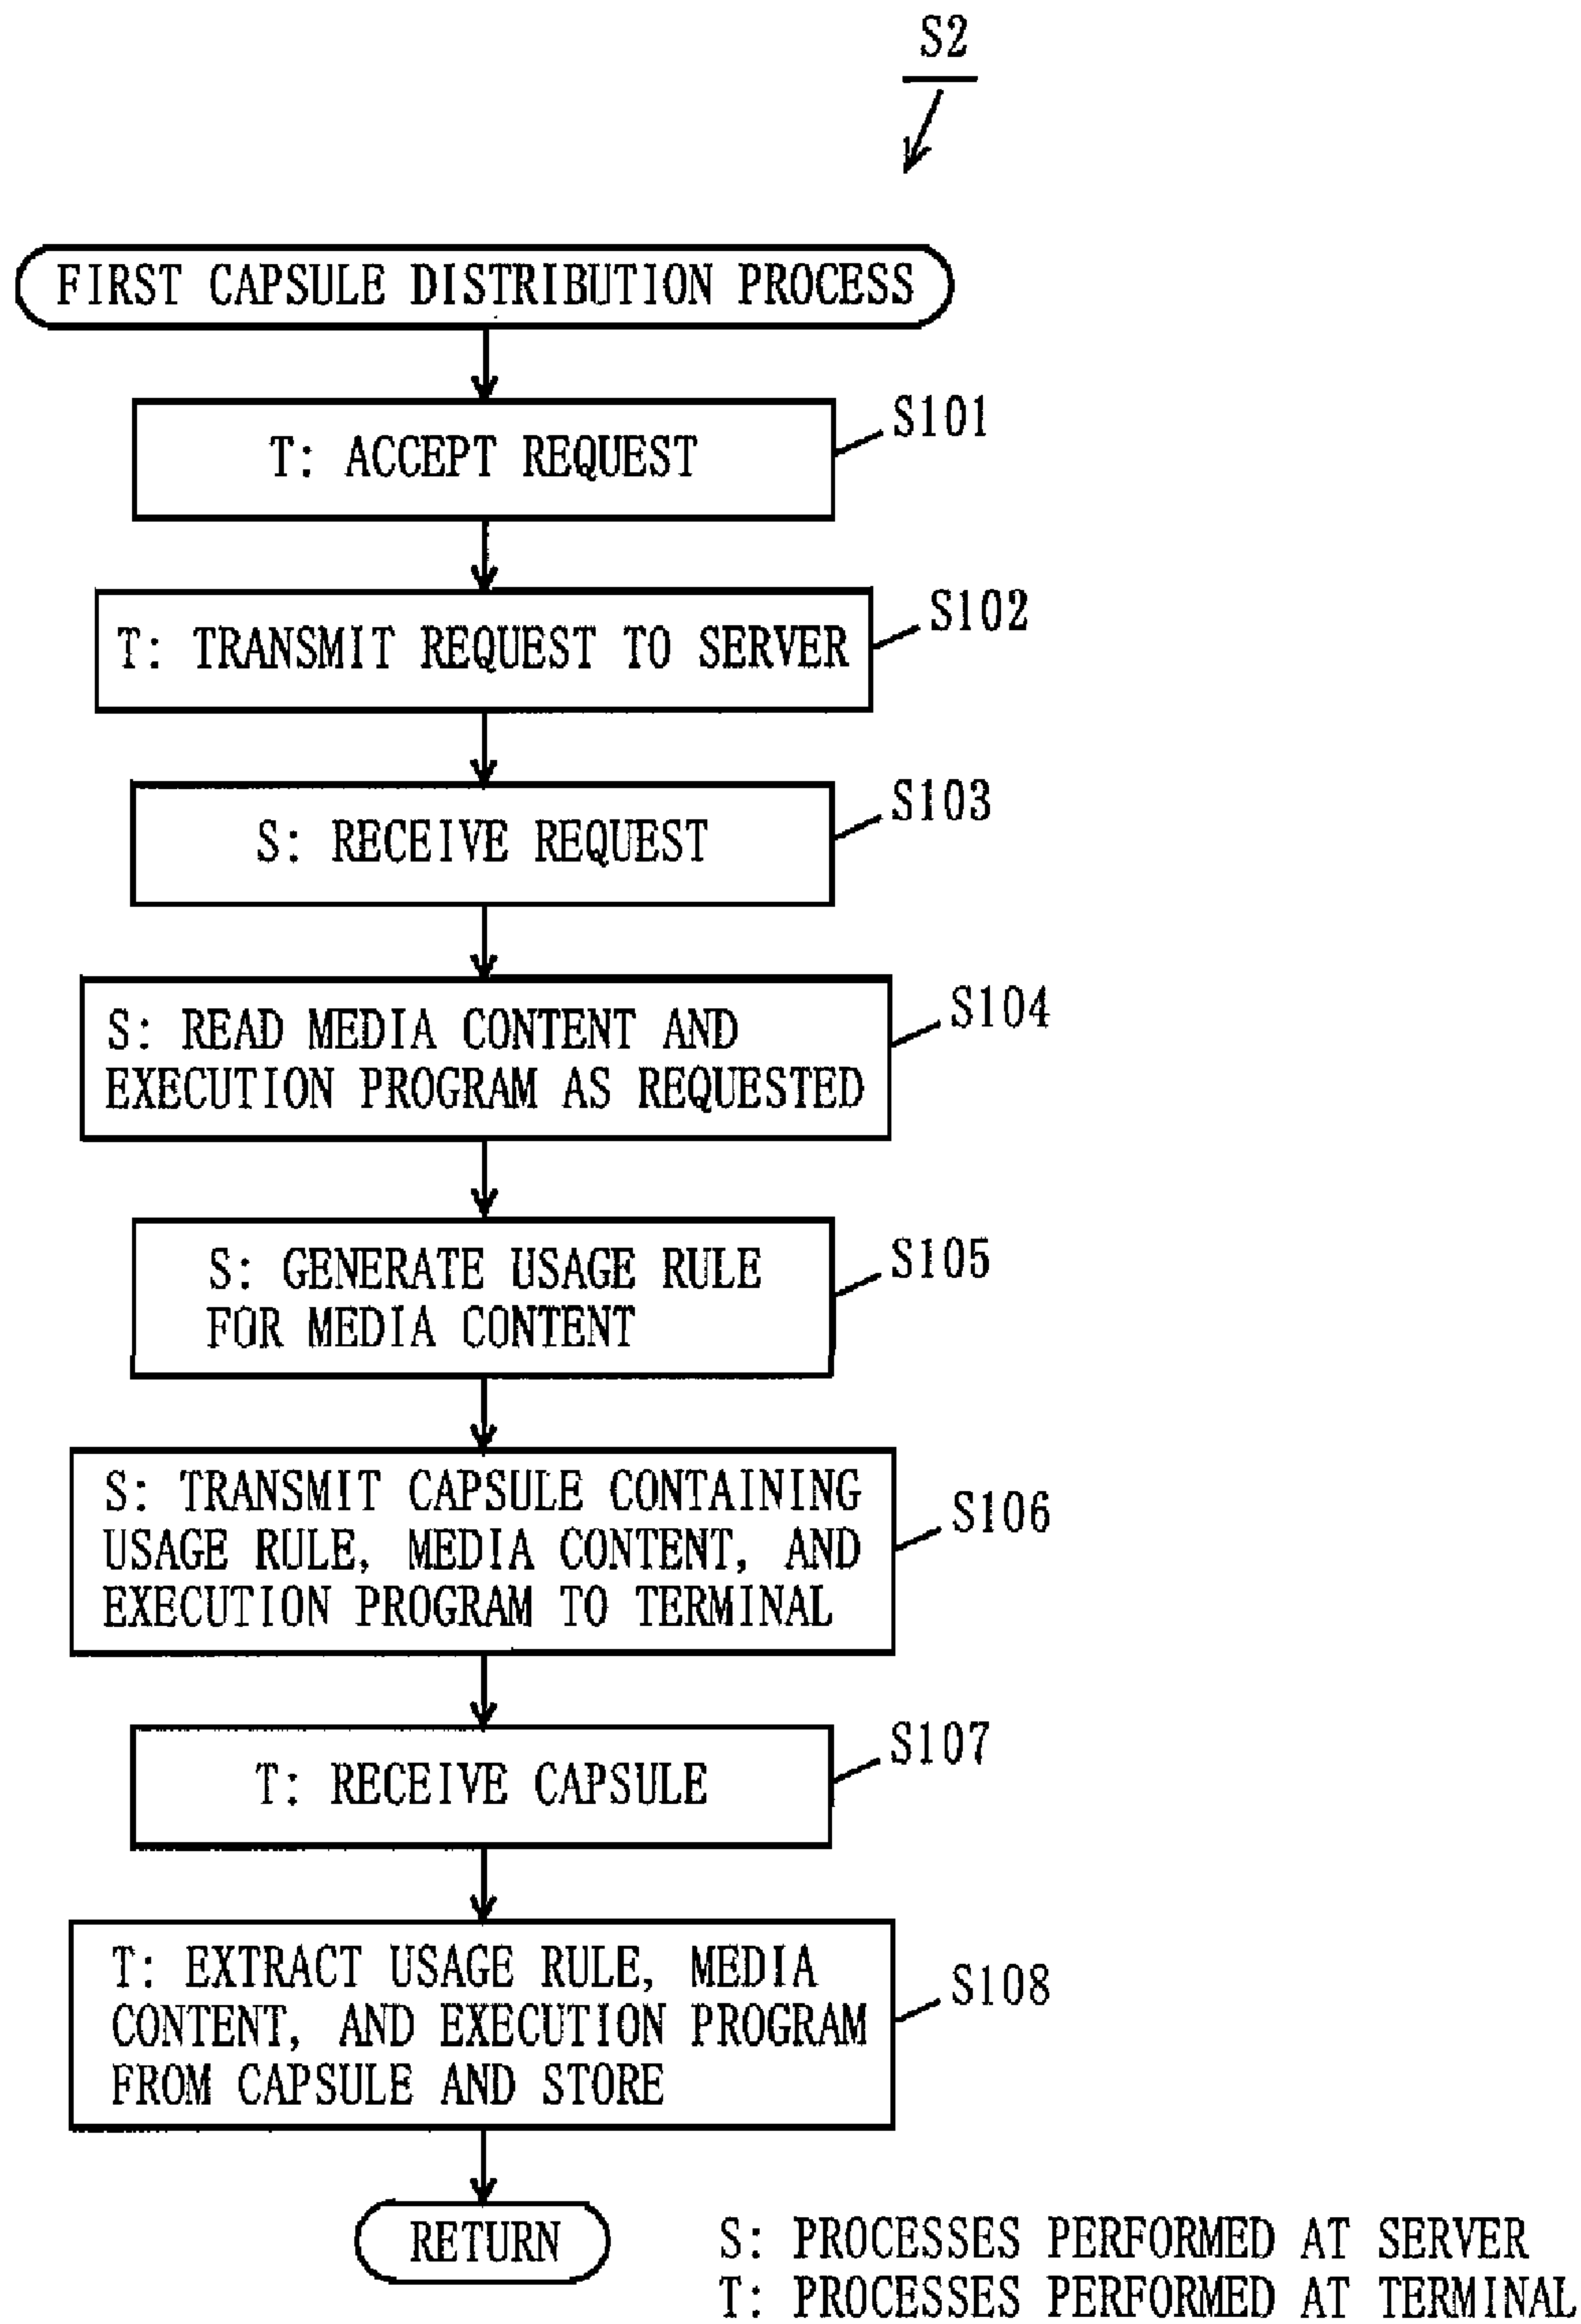 S2
FIRST CAPSULE DISTRIBUTION PROCESS
T: ACCEPT REQUEST
S101
T: TRANSMIT REQUEST TO SERVER
S102
S: RECEIVE REQUEST
S103
S: READ MEDIA CONTENT AND
EXECUTION PROGRAM AS REQUESTED
S104
S: GENERATE USAGE RULE
FOR MEDIA CONTENT
S105
S: TRANSMIT CAPSULE CONTAINING
USAGE RULE, MEDIA CONTENT, AND
EXECUTION PROGRAM TO TERMINAL
S106
T: RECEIVE CAPSULE
S107
T: EXTRACT USAGE RULE, MEDIA
CONTENT, AND EXECUTION PROGRAM
FROM CAPSULE AND STORE
S108
RETURN
S: PROCESSES PERFORMED AT SERVER
T: PROCESSES PERFORMED AT TERMINAL